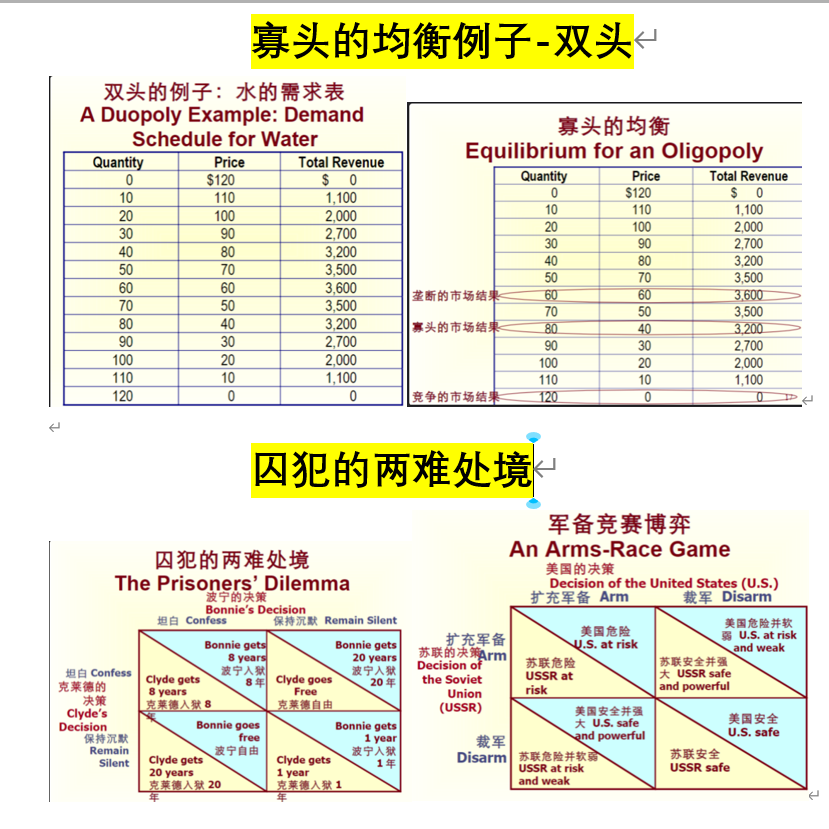 寡头的均衡例子-双头
双头的例子：水的需求表
A Duopoly Example: Demand
Schedule for Water
Quantity Price Total Revenue
0 $120 $ 0
10 110 1,100
20 100 2,000
30 90 2,700
40 80 3,200
50 70 3,500
60 60 3,600
70 50 3,500
80 40 3,200
90 30 2,700
100 20 2,000
110 10 1,100
120 0 0
寡头的均衡
Equilibrium for an Oligopoly
Quantity Price Total Revenue
0 $120 $ 0
10 110 1,100
20 100 2,000
30 90 2,700
40 80 3,200
50 70 3,500
垄断的市场结果 60 60 3,600
70 50 3,500
寡头的市场结果 80 40 3,200
90 30 2,700
100 20 2,000
110 10 1,100
竞争的市场结果 120 0 0
囚犯的两难处境
囚犯的两难处境
The Prisoners’ Dilemma
波宁的决策
Bonnie’s Decision
坦白 Confess 保持沉默 Remain Silent
坦白 Confess
克莱德的
决策
Clyde’s
Decision
保持沉默
Remain
Silent
Bonnie gets
8 years
波宁入狱
8 年
Clyde gets
8 years
克莱德入狱 8
年
Bonnie gets
20 years
波宁入狱
20 年
Clyde goes
Free
克莱德自由
Bonnie goes
free
波宁自由
Clyde gets
20 years
克莱德入狱 20
年
Bonnie gets
1 year
波宁入狱
1 年
Clyde gets
1 year
克莱德入狱 1
年
军备竞赛博弈
An Arms-Race Game
美国的决策
Decision of the United States (U.S.)
扩充军备 Arm 裁军 Disarm
扩充军备
Arm
苏联的决策
Decision of
the Soviet
Union
(USSR)
裁军
Disarm
美国危险
U.S. at risk
苏联危险
USSR at
risk
美国危险并软
弱 U.S. at risk
and weak
苏联安全并强
大 USSR safe
and powerful
美国安全并强
大 U.S. safe
and powerful
苏联危险并软弱
USSR at risk
and weak
美国安全
U.S. safe
苏联安全
USSR safe